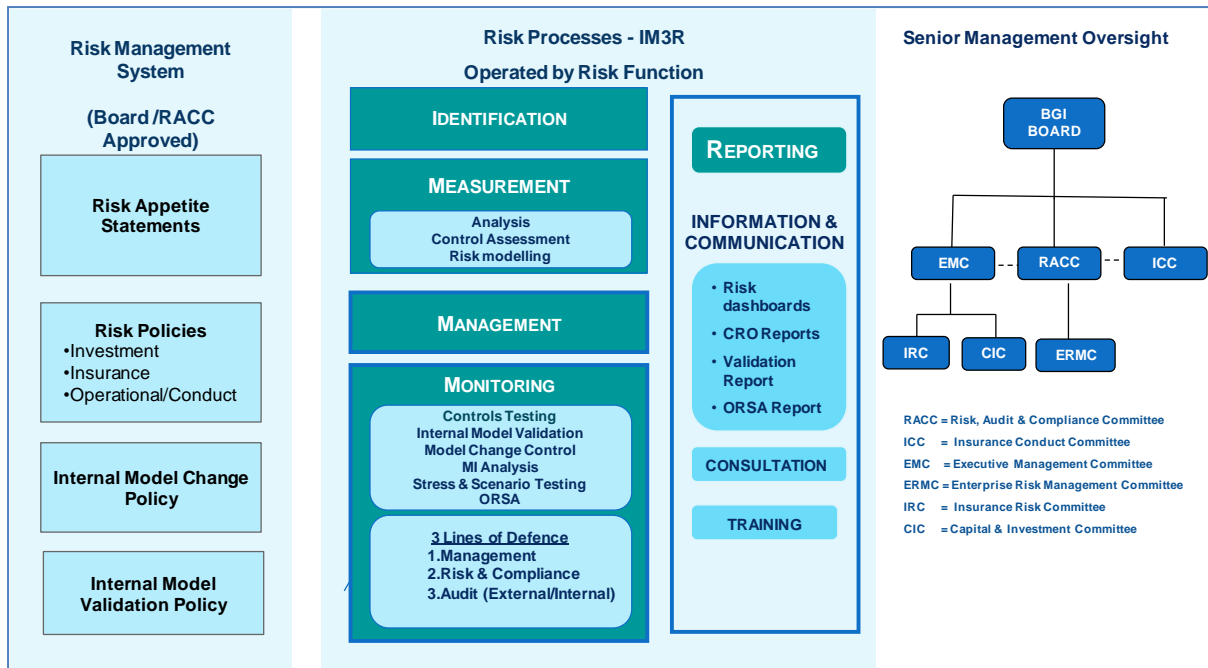 Risk Management
System
(Board /RACC
Approved)
Risk Appetite
Statements
Risk Policies
•Investment
•Insurance
•Operational/Conduct
Internal Model Change
Policy
Internal Model
Validation Policy
Risk Processes - IM3R
Operated by Risk Function
IDENTIFICATION
MEASUREMENT
Analysis
Control Assessment
Risk modelling
MANAGEMENT
MONITORING
Controls Testing
Internal Model Validation
Model Change Control
MI Analysis
Stress & Scenario Testing
ORSA
3 Lines of Defence
1.Management
2.Risk & Compliance
3.Audit (External/Internal)
REPORTING
INFORMATION &
COMMUNICATION
• Risk
dashboards
• CRO Reports
• Validation
Report
• ORSA Report
CONSULTATION
TRAINING
Senior Management Oversight
BGI
BOARD
EMC
RACC
ICC
IRC
CIC
ERMC
RACC = Risk, Audit & Compliance Committee
ICC = Insurance Conduct Committee
EMC = Executive Management Committee
ERMC = Enterprise Risk Management Committee
IRC = Insurance Risk Committee
CIC = Capital & Investment Committee